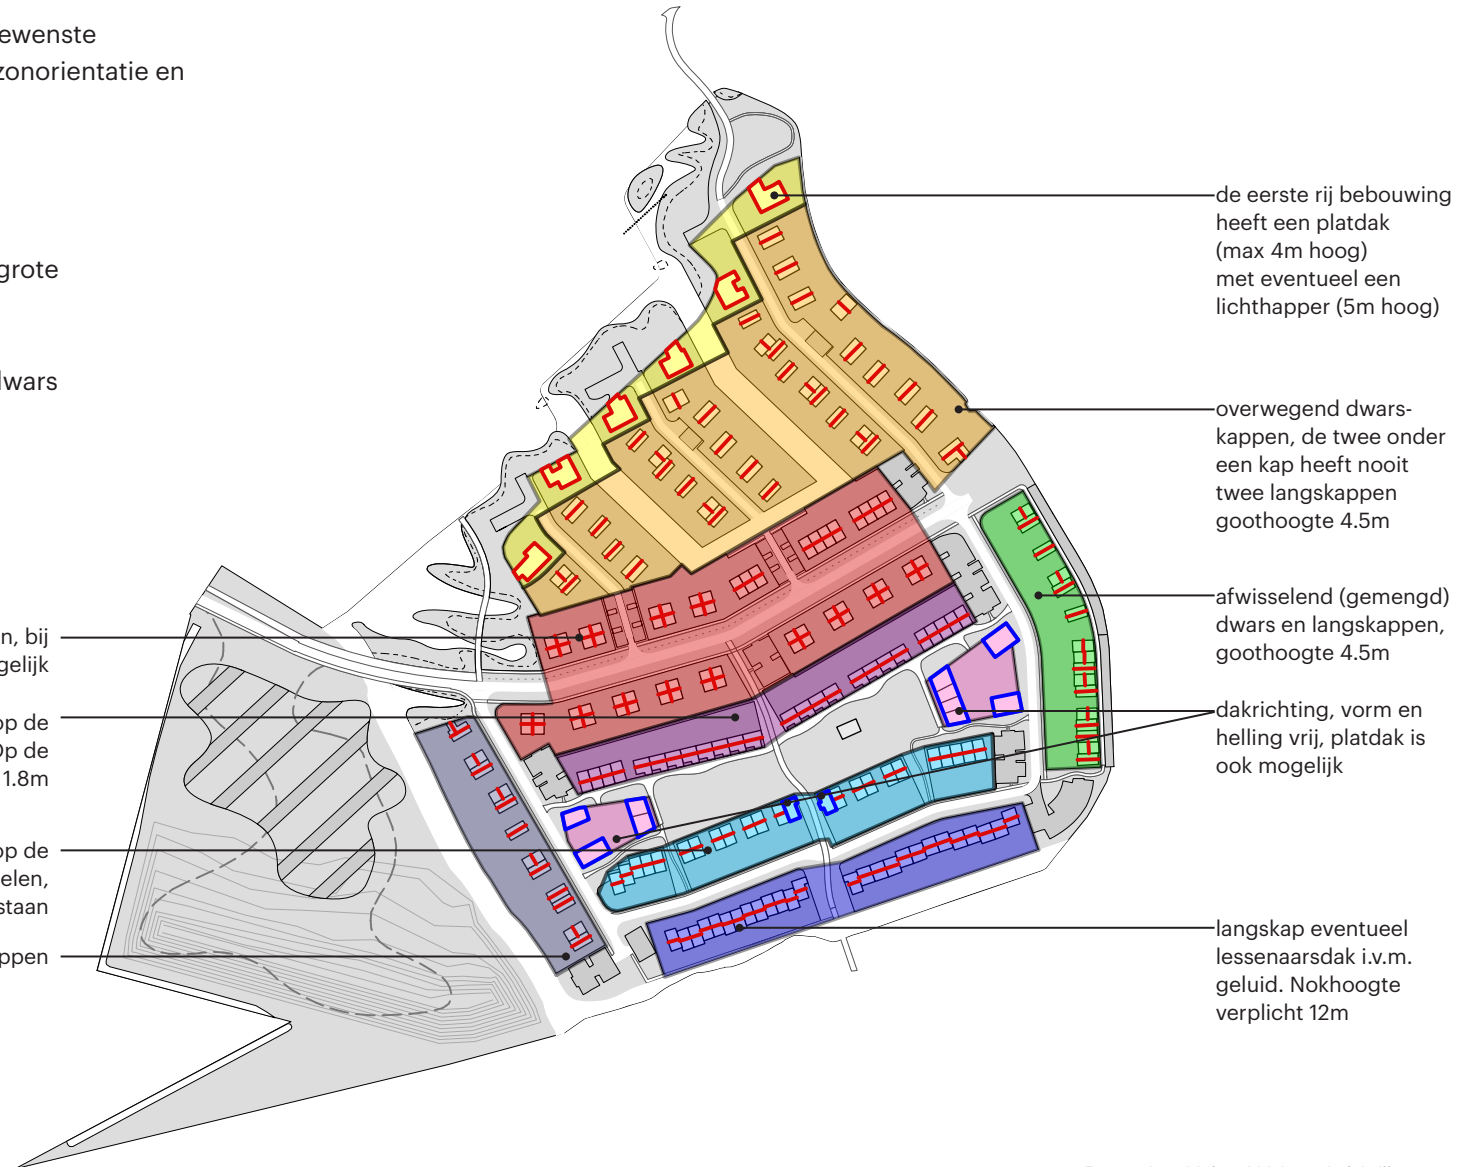 ewenste
zonorientatie en
grote
dwars
n, bij
gelijk
op de
Op de
1.8m
op de
elen,
staan
ppen
de eerste rij bebouwing
heeft een platdak
(max 4m hoog)
met eventueel een
lichthapper (5m hoog)
overwegend dwars-
kappen, de twee onder
een kap heeft nooit
twee langskappen
goothoogte 4.5m
afwisselend (gemengd)
dwars en langskappen,
goothoogte 4.5m
dakrichting, vorm en
helling vrij, platdak is
ook mogelijk
langskap eventueel
lessenaarsdak i.v.m.
geluid. Nokhoogte
verplicht 12m